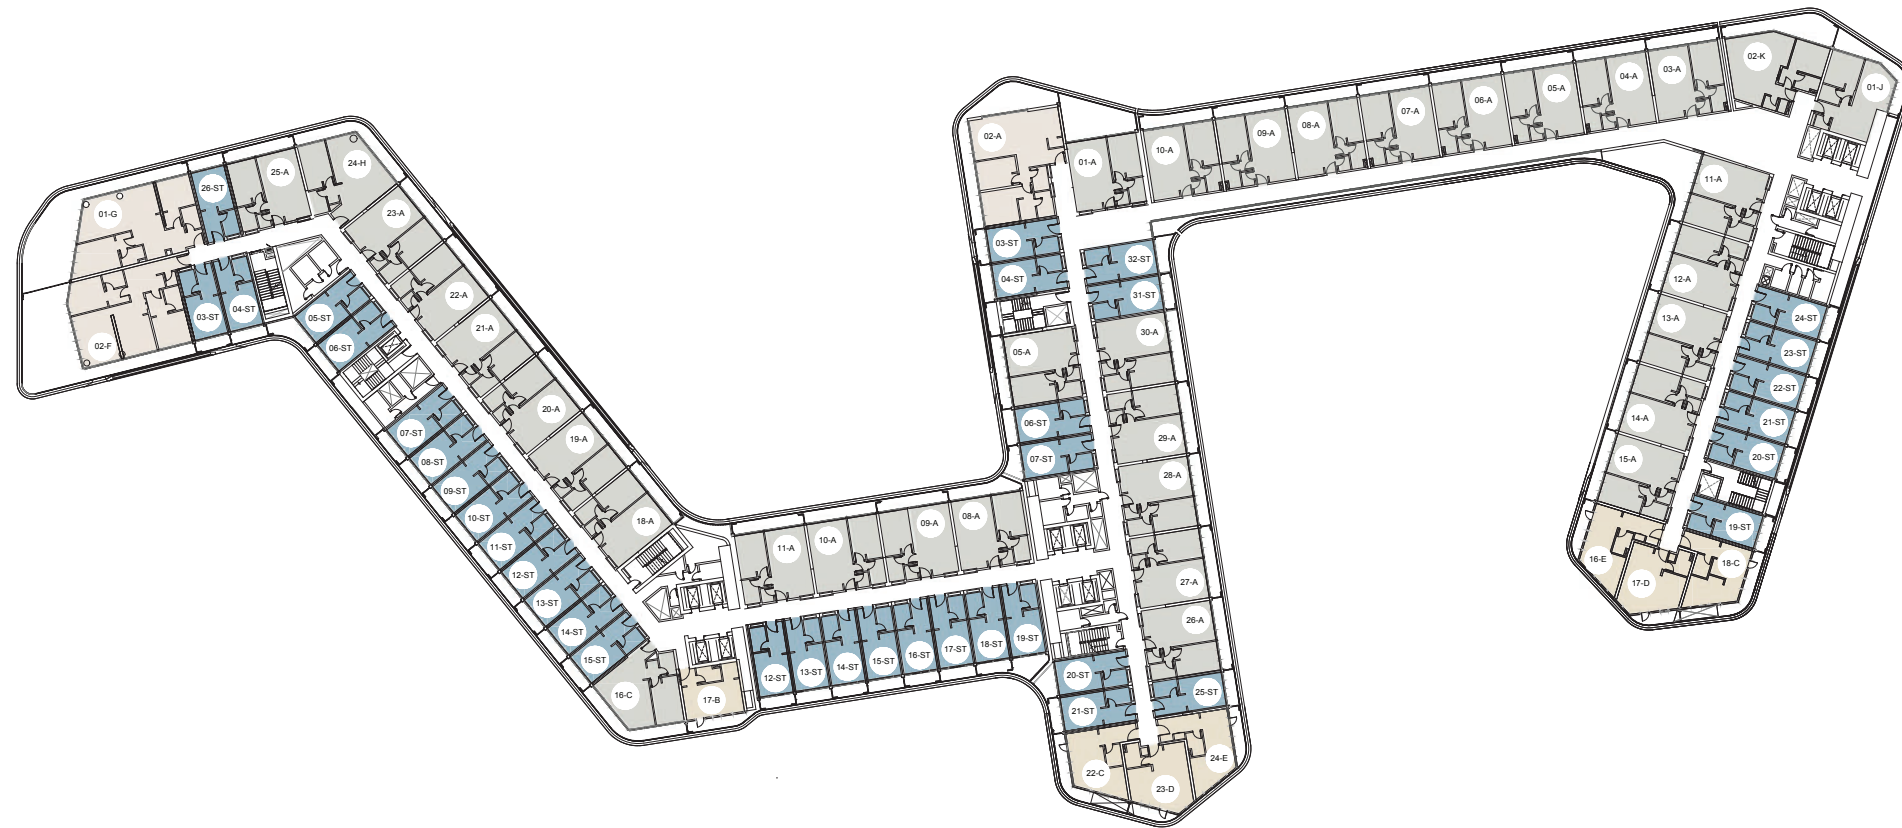 01-G
26-ST
25-A
24-H
23-A
22-A
21-A
20-A
19-A
18-A
02-F
03-ST
04-ST
05-ST
06-ST
07-ST
08-ST
09-ST
10-ST
11-ST
12-ST
13-ST
14-ST
15-ST
16-C
17-B
02-A
01-A
03-ST
04-ST
05-A
06-ST
07-ST
08-A
09-A
10-A
11-A
12-ST
13-ST
14-ST
15-ST
16-ST
17-ST
18-ST
19-ST
20-ST
21-ST
22-C
23-D
24-E
25-ST
26-A
27-A
28-A
29-A
30-A
31-ST
32-ST
10-A
09-A
08-A
07-A
06-A
05-A
04-A
03-A
02-K
01-J
11-A
12-A
13-A
14-A
15-A
16-E
17-D
18-C
19-ST
20-ST
21-ST
22-ST
23-ST
24-ST